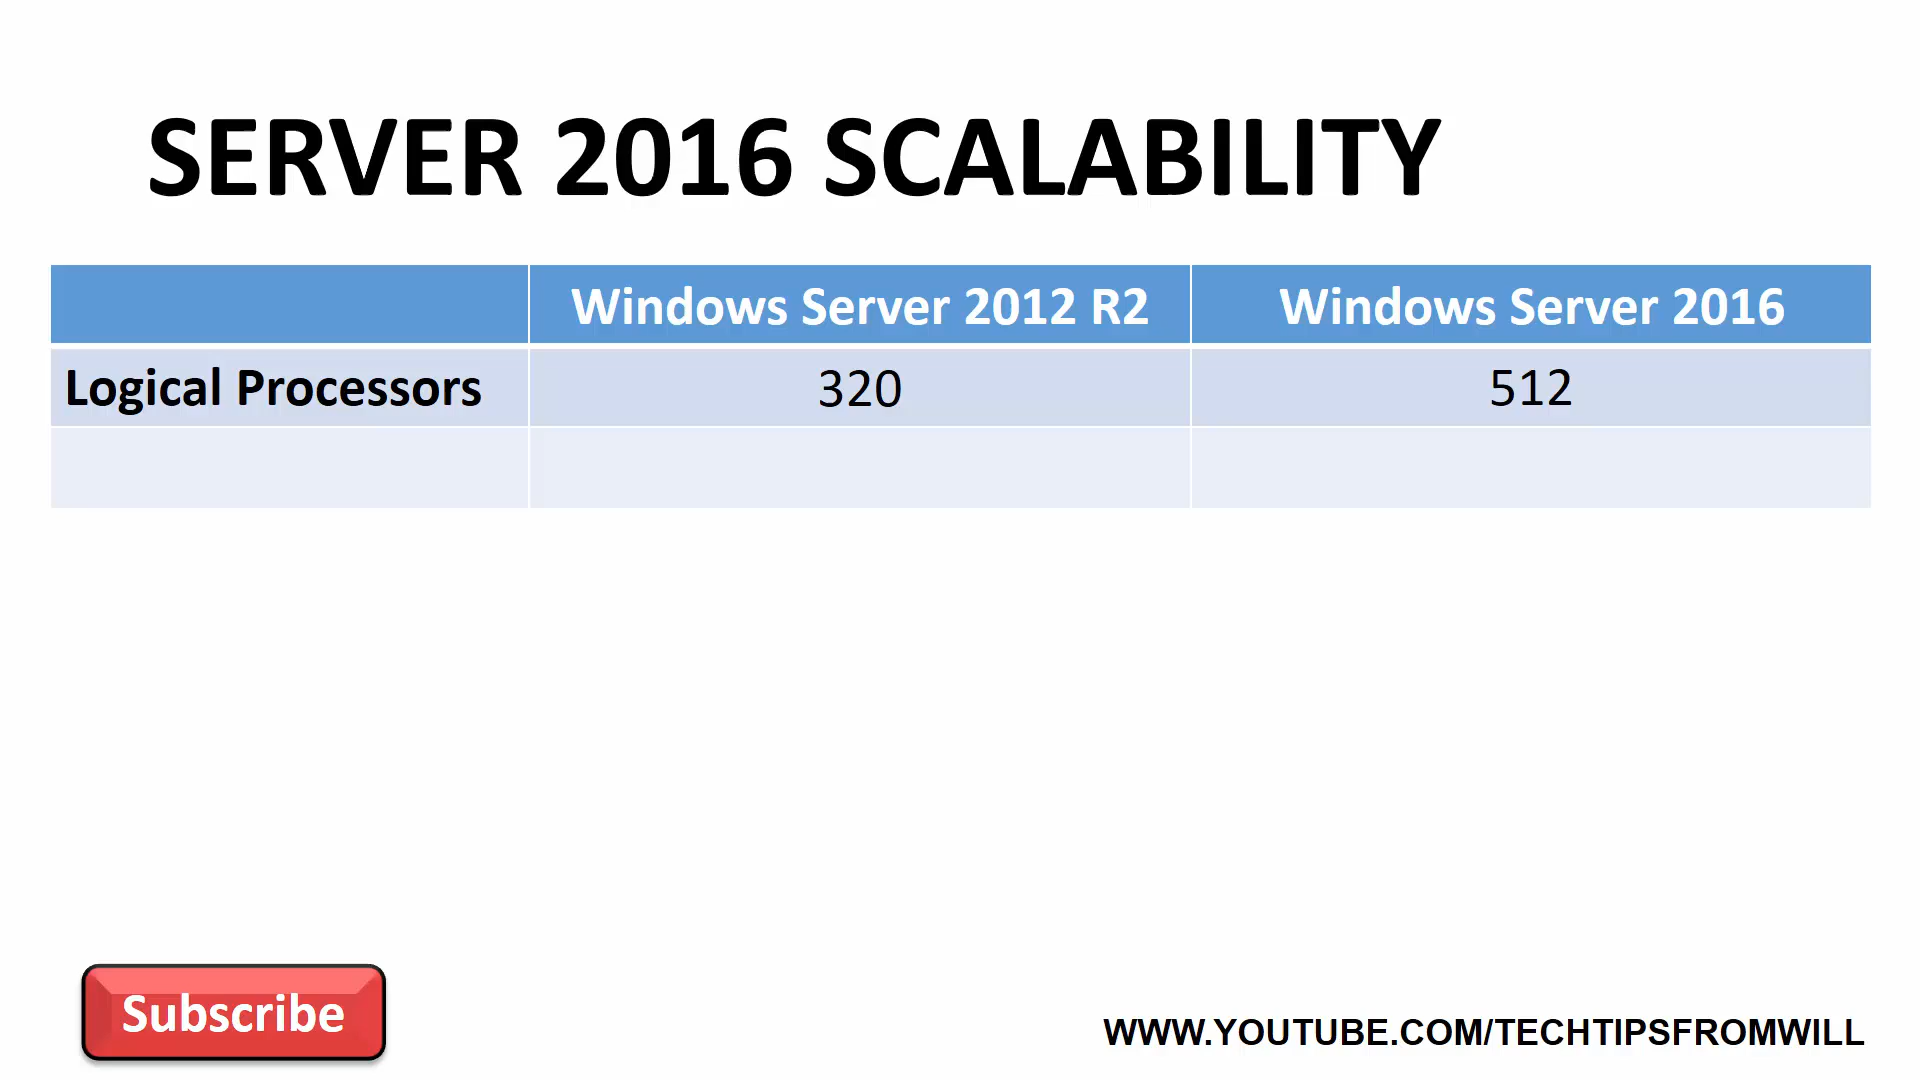 SERVER 2016 SCALABILITY
Windows Server 2012 R2 Windows Server 2016
Logical Processors 320 512
Subscribe
WWW.YOUTUBE.COM/TECHTIPSFROMWILL